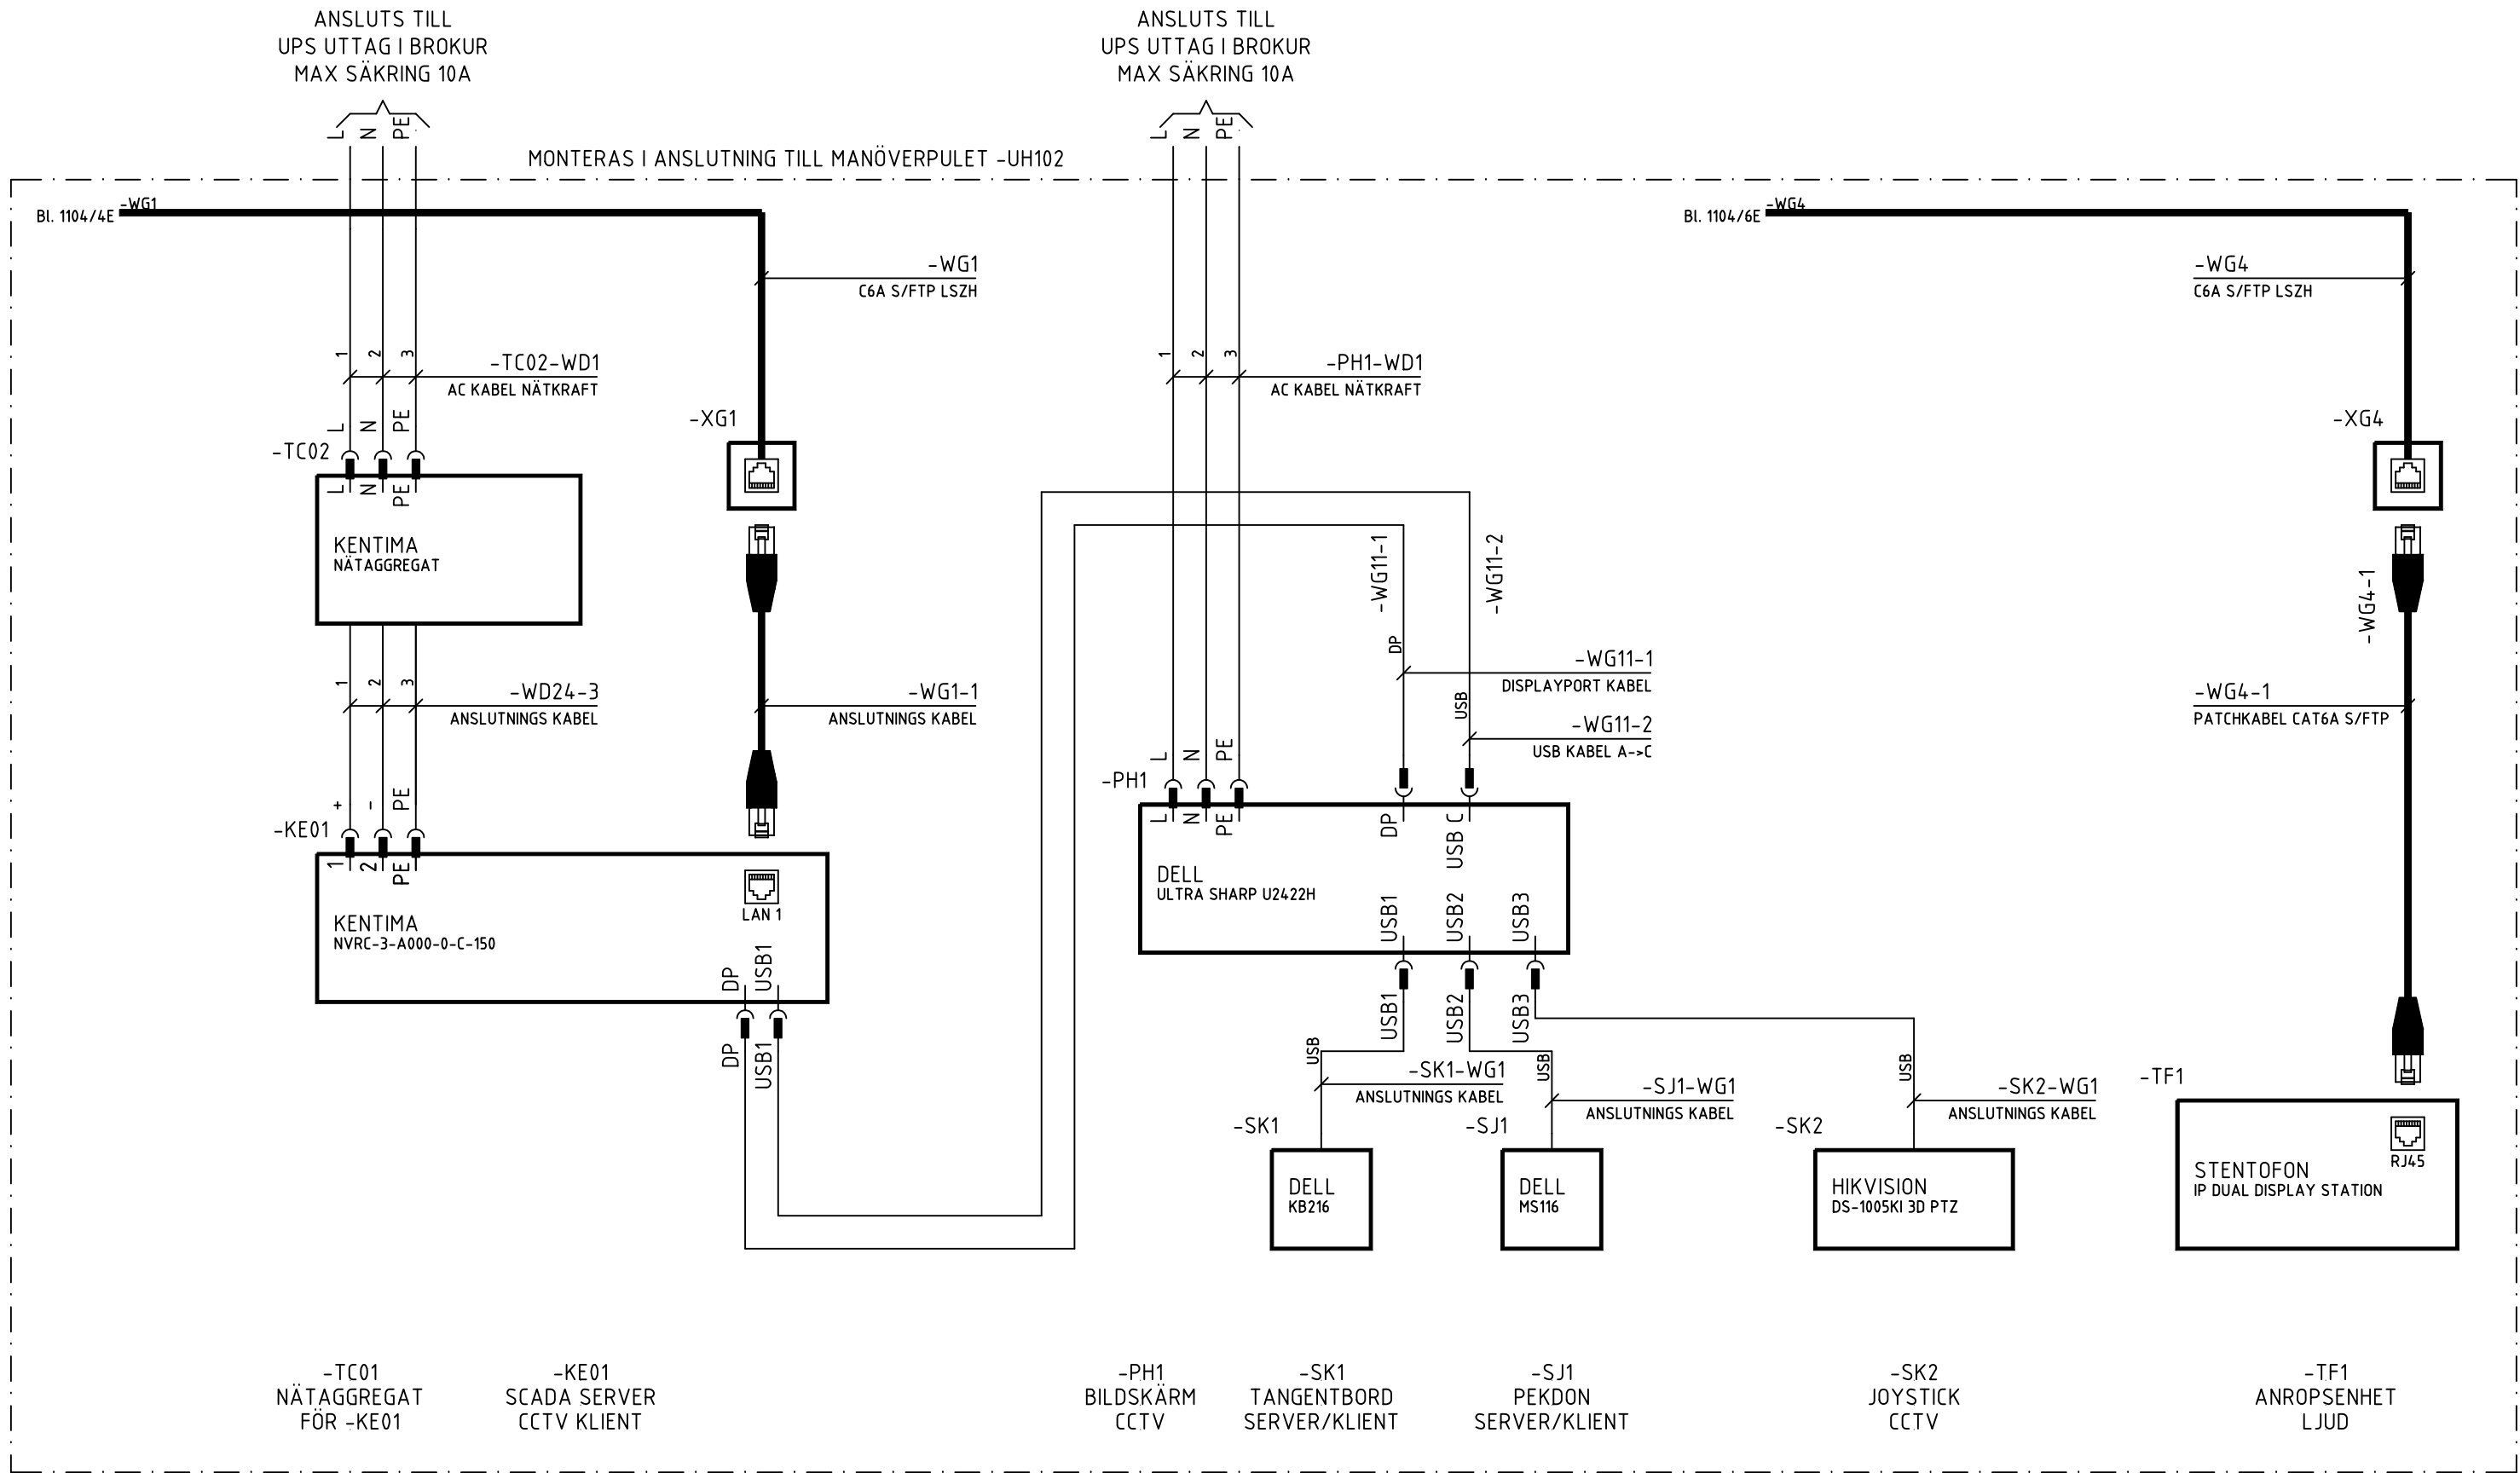 ANSLUTS TILL
UPS UTTAG I BROKUR
MAX SÄKRING 10A
L
N
PE
ANSLUTS TILL
UPS UTTAG I BROKUR
MAX SÄKRING 10A
L
N
PE
MONTERAS I ANSLUTNING TILL MANÖVERPULET -UH102
Bl. 1104/4E
-WG1
Bl. 1104/6E
-WG4
-WG1
C6A S/FTP LSZH
-WG4
C6A S/FTP LSZH
1
2
3
-TC02-WD1
AC KABEL NÄTKRAFT
1
2
3
-PH1-WD1
AC KABEL NÄTKRAFT
L
N
PE
-TC02
L
N
PE
KENTIMA
NÄTAGGREGAT
-XG1
-XG4
-WG11-1
-WG11-2
-WG4-1
DP
-WG11-1
DISPLAYPORT KABEL
USB
-WG11-2
USB KABEL A->C
1
2
3
-WD24-3
ANSLUTNINGS KABEL
-WG1-1
ANSLUTNINGS KABEL
-WG4-1
PATCHKABEL CAT6A S/FTP
+
-
PE
-KE01
1
2
PE
KENTIMA
NVRC-3-A000-0-C-150
LAN 1
DP
USB1
DP
USB1
L
N
PE
-PH1
L
N
PE
DP
USB C
DELL
ULTRA SHARP U2422H
USB1
USB2
USB3
USB1
USB2
USB3
USB
-SK1-WG1
ANSLUTNINGS KABEL
USB
-SJ1-WG1
ANSLUTNINGS KABEL
USB
-SK2-WG1
ANSLUTNINGS KABEL
-SK1
DELL
KB216
-SJ1
DELL
MS116
-SK2
HIKVISION
DS-1005KI 3D PTZ
-TF1
RJ45
STENTOFON
IP DUAL DISPLAY STATION
-TC01
NÄTAGGREGAT
FÖR -KE01
-KE01
SCADA SERVER
CCTV KLIENT
-PH1
BILDSKÄRM
CCTV
-SK1
TANGENTBORD
SERVER/KLIENT
-SJ1
PEKDON
SERVER/KLIENT
-SK2
JOYSTICK
CCTV
-TF1
ANROPSENHET
LJUD